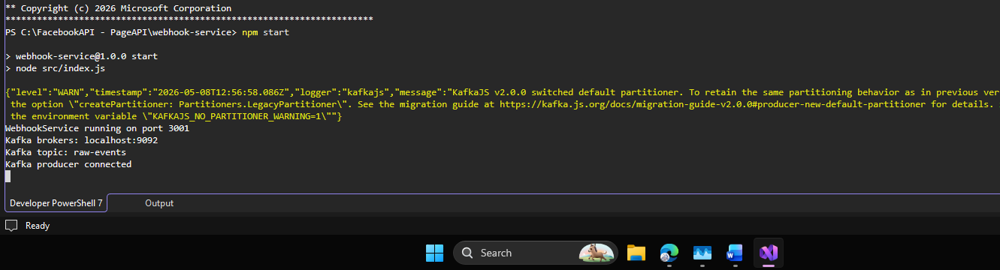 ** Copyright (c) 2026 Microsoft Corporation
**********************************************************************
PS C:\FacebookAPI - PageAPI\webhook-service> npm start
> webhook-service@1.0.0 start
> node src/index.js
{"level":"WARN","timestamp":"2026-05-08T12:56:58.086Z","logger":"kafkajs","message":"KafkaJS v2.0.0 switched default partitioner. To retain the same partitioning behavior as in previous ver
the option \"createPartitioner: Partitioners.LegacyPartitioner\". See the migration guide at https://kafka.js.org/docs/migration-guide-v2.0.0#producer-new-default-partitioner for details.
the environment variable \"KAFKAJS_NO_PARTITIONER_WARNING=1\""}
WebhookService running on port 3001
Kafka brokers: localhost:9092
Kafka topic: raw-events
Kafka producer connected
Developer PowerShell 7
Output
Ready
Search